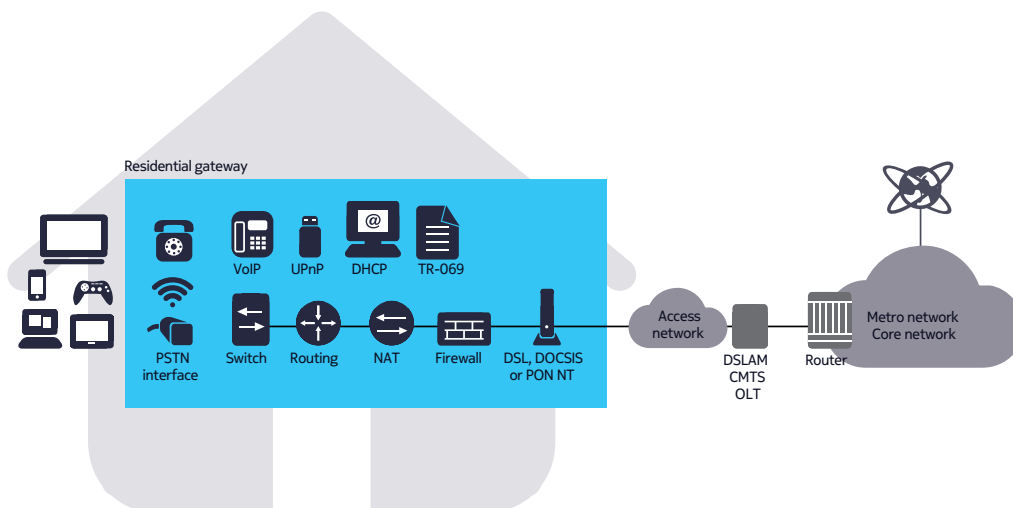 Residential gateway
VoIP
UPnP
@
DHCP
TR-069
PSTN
interface
Switch
Routing
NAT
Firewall
DSL, DOCSIS
or PON NT
Access
network
DSLAM
CMTS
OLT
Router
Metro network
Core network